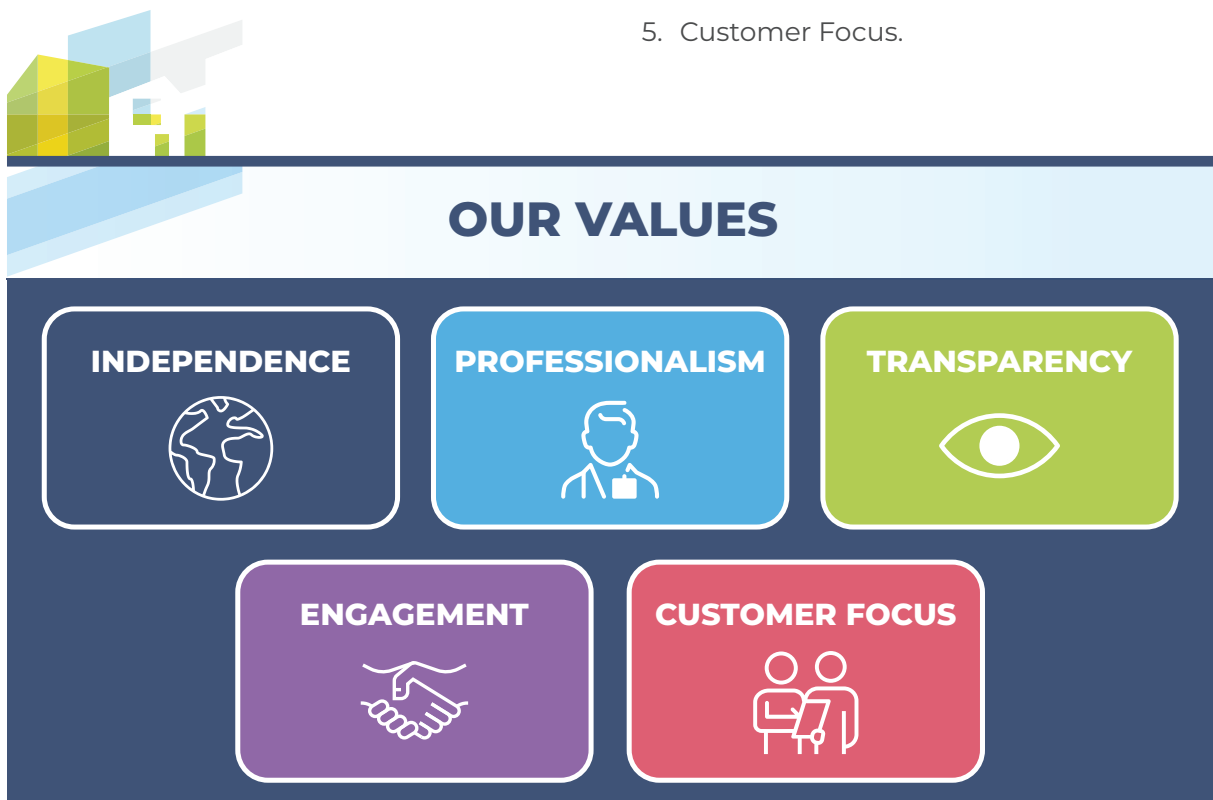 5. Customer Focus.
OUR VALUES
INDEPENDENCE
PROFESSIONALISM
TRANSPARENCY
ENGAGEMENT
CUSTOMER FOCUS